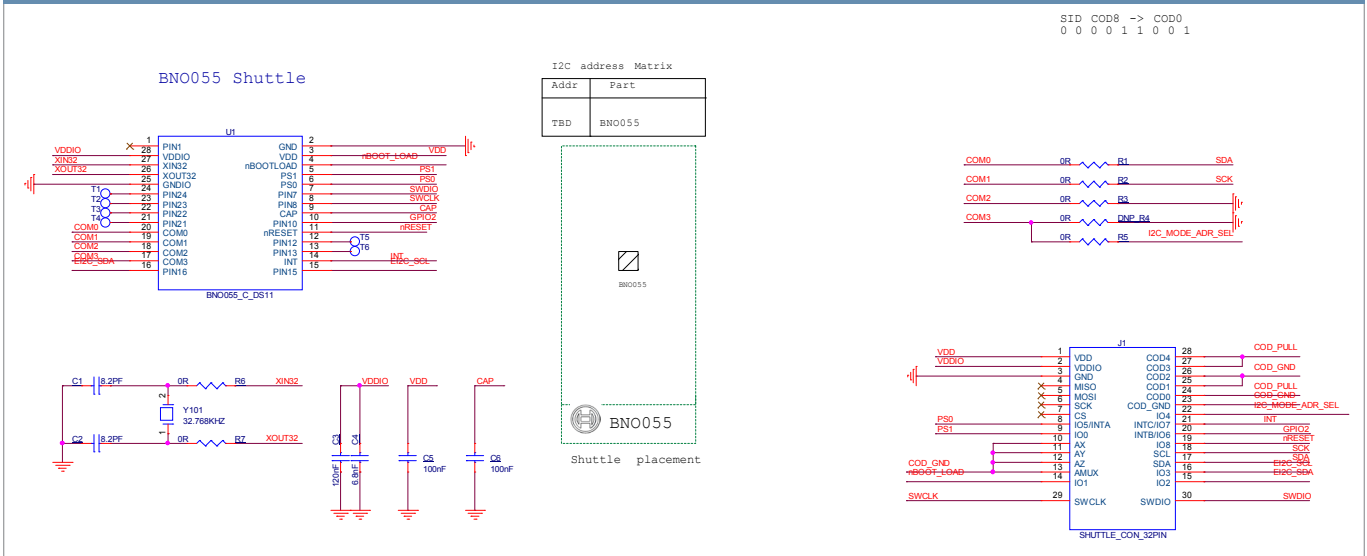 SID COD8 -> COD0
0 0 0 0 1 1 0 0 1
BNO055 Shuttle
I2C address Matrix
Addr Part
TBD BNO055
U1
1 PIN1 GND 2
VDDIO 28 VDDIO VDD 3 VDD
XIN32 27 XIN32 nBOOTLOAD 4 nBOOT_LOAD
XOUT32 26 XOUT32 PS1 5 PS1
25 GNDIO PS0 6 PS0
T1 24 PIN24 PIN7 7 SWDIO
T2 23 PIN23 PIN8 8 SWCLK
T3 22 PIN22 CAP 9 CAP
T4 21 PIN21 PIN10 10 GPIO2
COM0 20 COM0 nRESET 11 nRESET
COM1 19 COM1 PIN12 12 T5
COM2 18 COM2 PIN13 13 T6
COM3 17 COM3 INT 14 INT
EI2C_SDA 16 PIN16 PIN15 15 EI2C_SCL
BNO055_C_DS11
COM0 0R R1 SDA
COM1 0R R2 SCK
COM2 0R R3
COM3 0R DNP_R4
0R R5 I2C_MODE_ADR_SEL
BNO055
C1 8.2PF 0R R6 XIN32
2
Y101
32.768KHZ
1
C2 8.2PF 0R R7 XOUT32
VDDIO VDD CAP
C3 C4 C5 C6
120nF 6.8nF 100nF 100nF
BNO055
Shuttle placement
J1
VDD 1 VDD COD4 28 COD_PULL
VDDIO 2 VDDIO COD3 27
3 GND COD2 26 COD_GND
4 MISO COD1 25
5 MOSI COD0 24 COD_PULL
6 SCK COD_GND 23 COD_GND
7 CS IO4 22 I2C_MODE_ADR_SEL
PS0 8 IO5/INTA INTC/IO7 21 INT
PS1 9 IO0 INTB/IO6 20 GPIO2
10 AX IO8 19 nRESET
11 AY SCL 18 SCK
12 AZ SDA 17 SDA
COD_GND 13 AMUX IO3 16 EI2C_SCL
nBOOT_LOAD 14 IO1 IO2 15 EI2C_SDA
SWCLK 29 SWCLK SWDIO 30 SWDIO
SHUTTLE_CON_32PIN